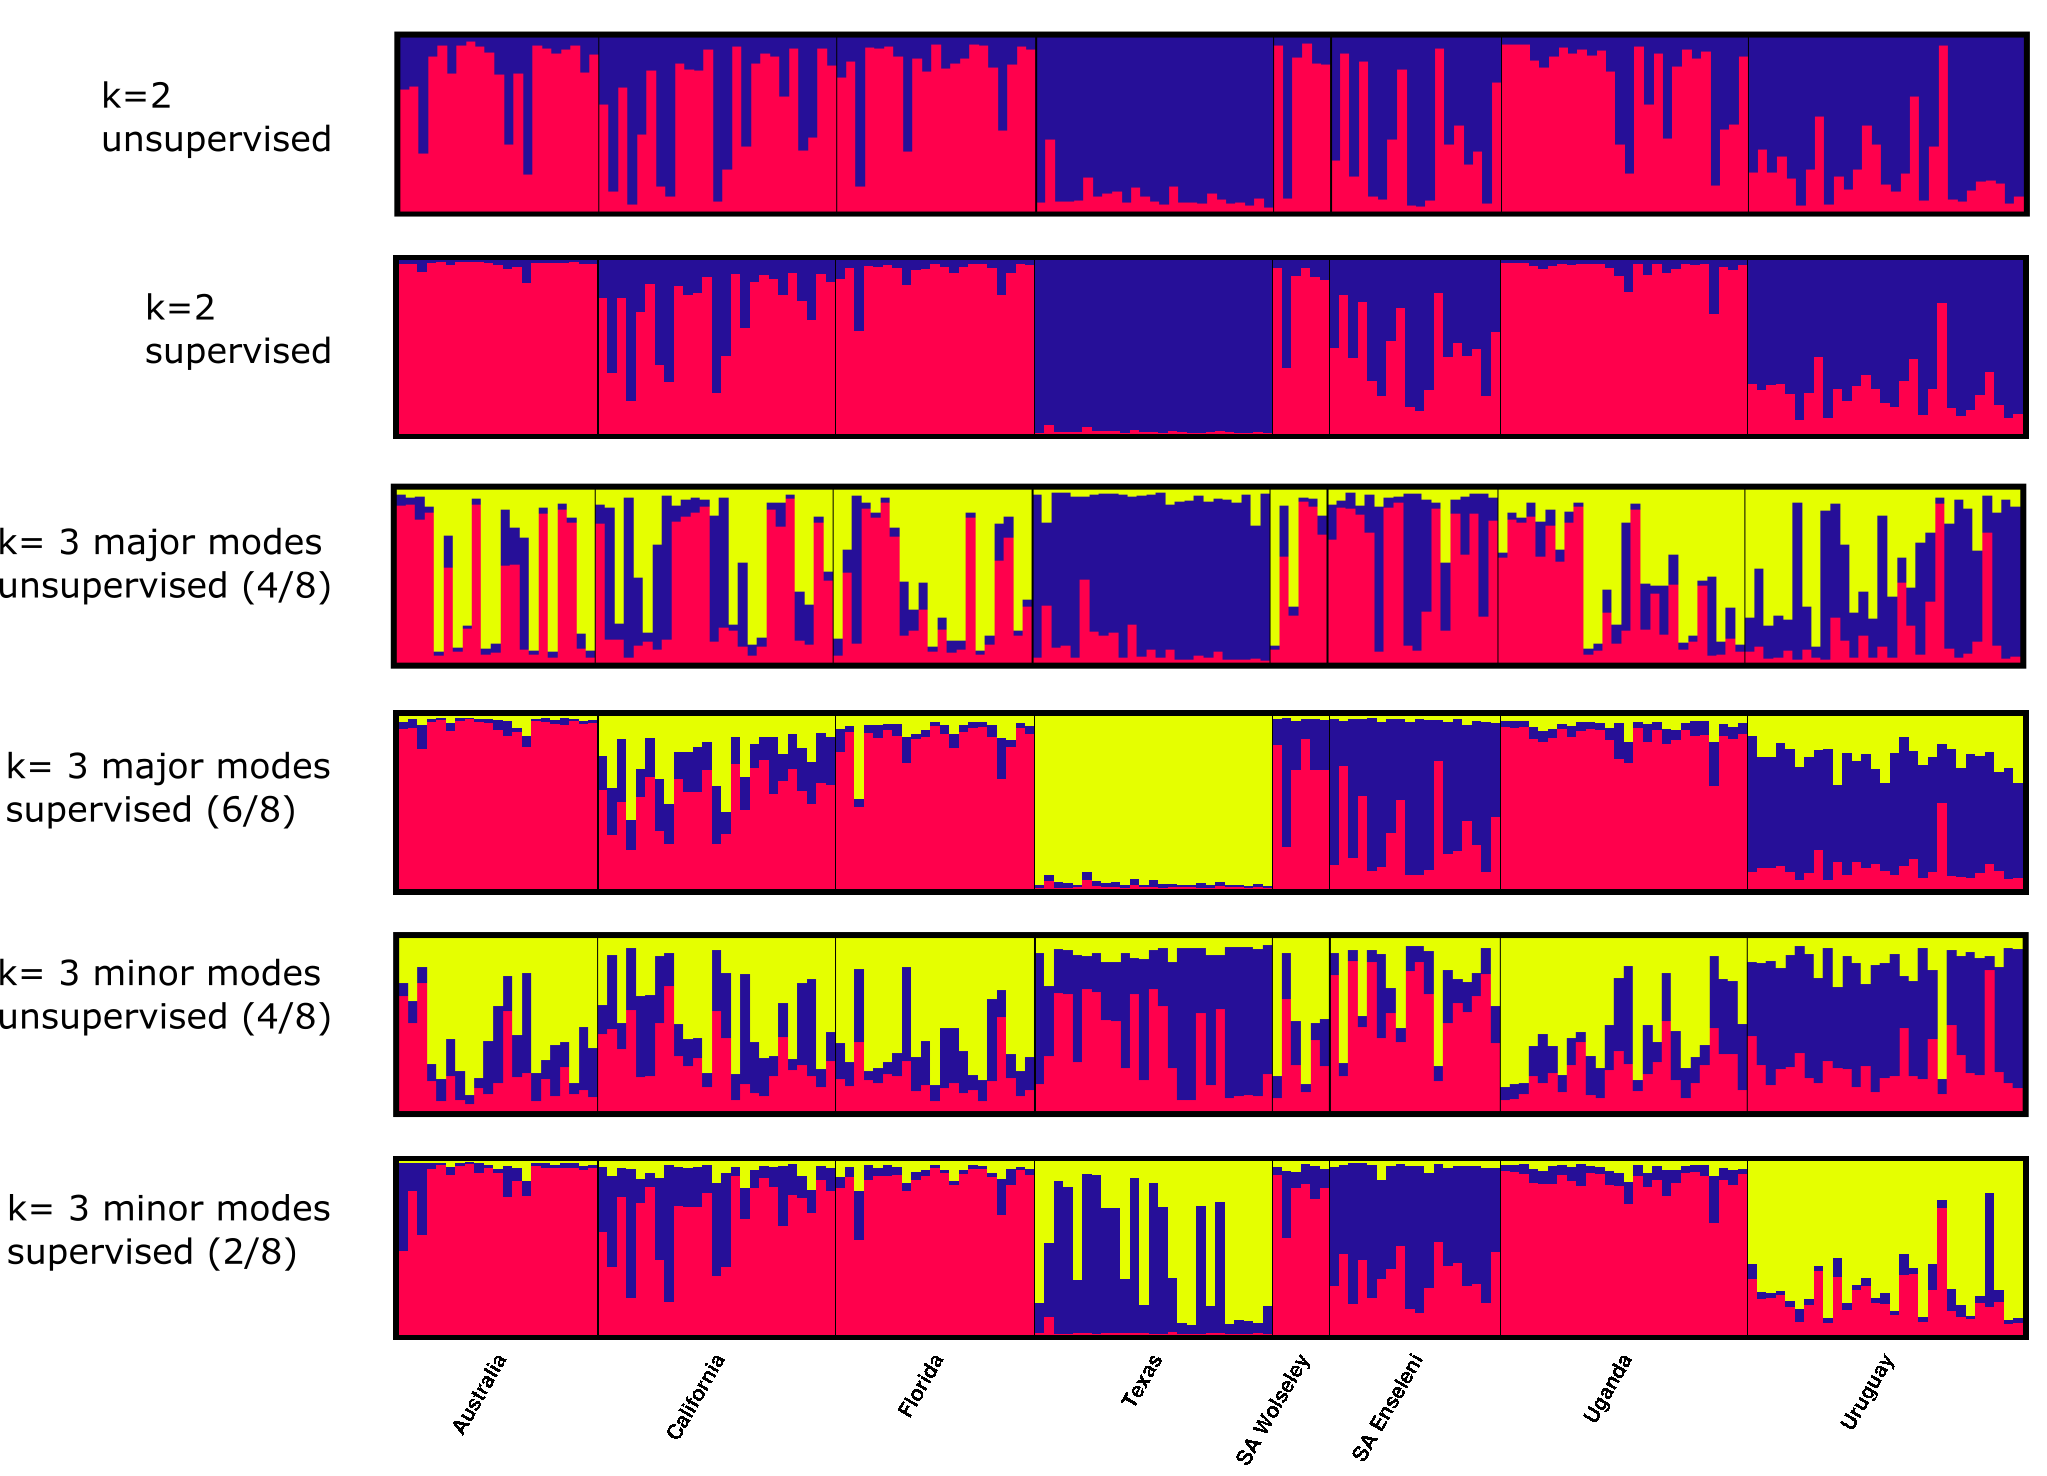 k=2
unsupervised
k=2
supervised
k= 3 major modes
unsupervised (4/8)
k= 3 major modes
supervised (6/8)
k= 3 minor modes
unsupervised (4/8)
k= 3 minor modes
supervised (2/8)
Australia
California
Florida
Texas
SA Wolseley
SA Enseleni
Uganda
Uruguay